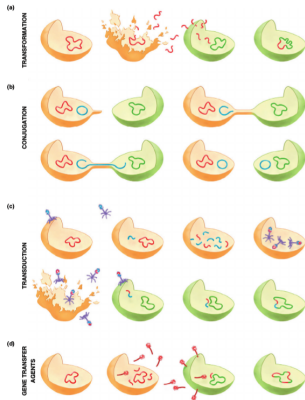 (a)
TRANSFORMATION
(b)
CONJUGATION
(c)
TRANSDUCTION
(d)
GENE TRANSFER
AGENTS